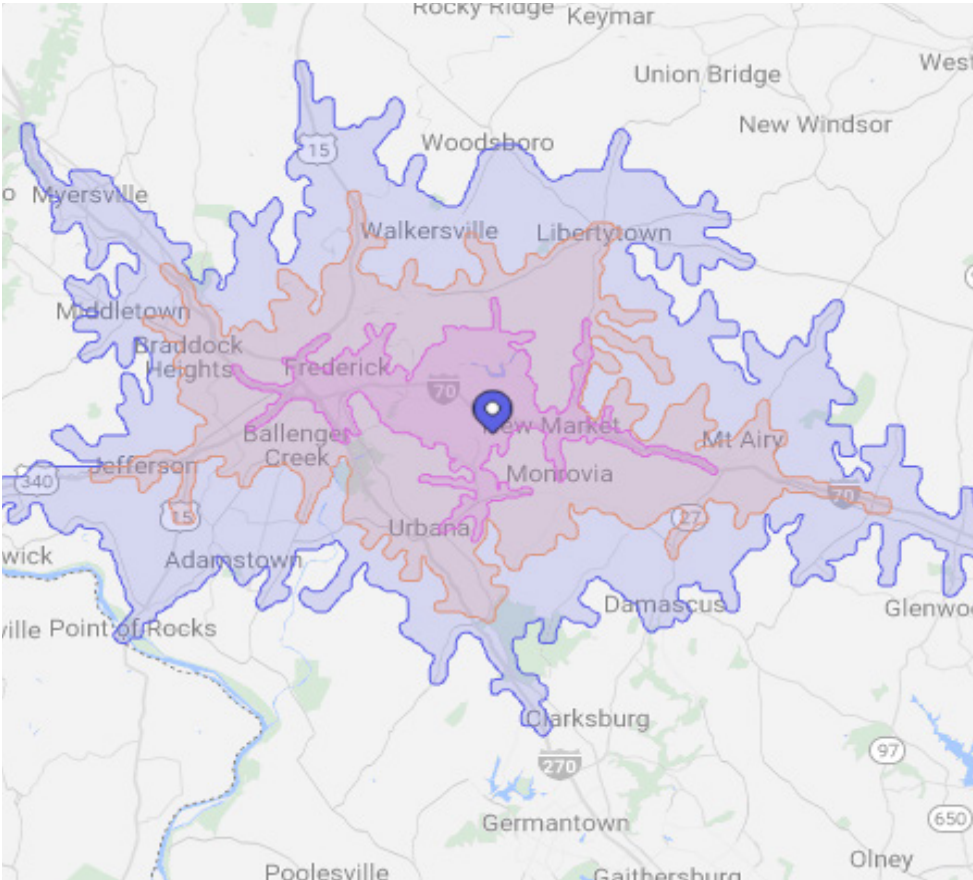 Rocky Ridge
Keymar
Union Bridge
West
New Windsor
15
Woodsboro
o
Myersville
Walkersville
Libertytown
Middletown
Braddock
Heights
Frederick
70
New Market
Ballenger
Creek
Mt Airy
Jefferson
Monrovia
340
70
15
Urbana
27
wick
Adamstown
Damascus
Glenwoo
ville
Point of Rocks
Clarksburg
97
270
650
Germantown
Olney
Poolesville
Gaithersburg